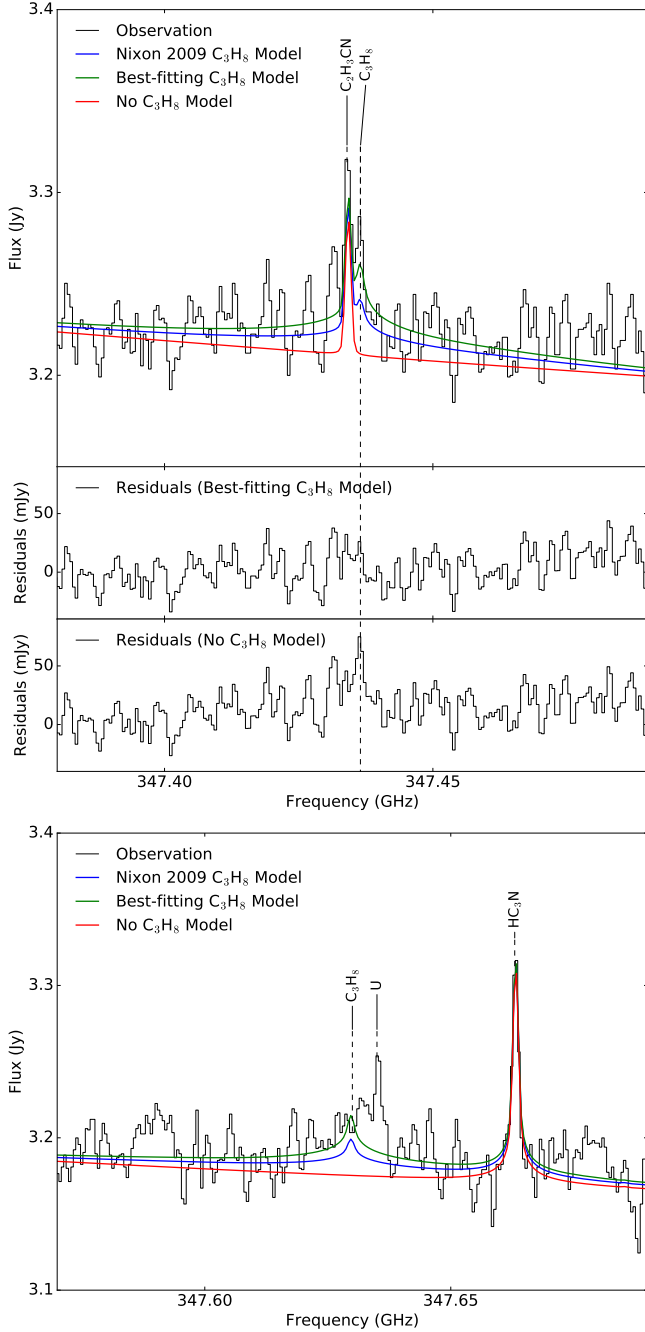 3.4
Observation
Nixon 2009 C₃H₈ Model
Best-fitting C₃H₈ Model
No C₃H₈ Model
C₂H₃CN
C₃H₈
3.3
Flux (Jy)
3.2
Residuals (Best-fitting C₃H₈ Model)
50
0
Residuals (mJy)
Residuals (No C₃H₈ Model)
50
0
Residuals (mJy)
347.40 347.45
Frequency (GHz)
3.4
Observation
Nixon 2009 C₃H₈ Model
Best-fitting C₃H₈ Model
No C₃H₈ Model
C₃H₈
U
HC₃N
3.3
Flux (Jy)
3.2
3.1
347.60 347.65
Frequency (GHz)